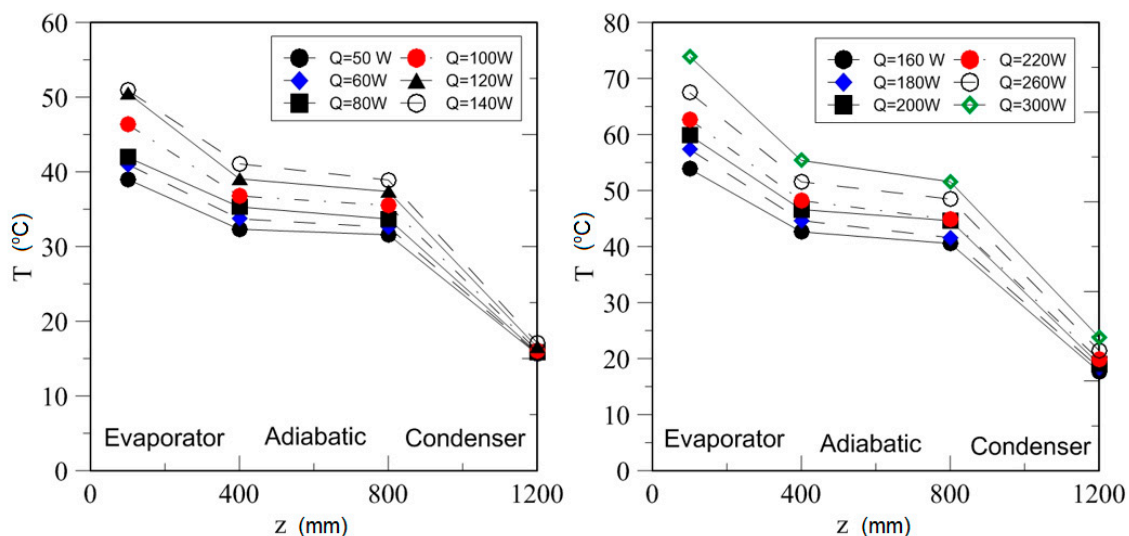 60
50
40
30
20
10
0
T (ºC)
Q=50 W
Q=100W
Q=60W
Q=120W
Q=80W
Q=140W
Evaporator
Adiabatic
Condenser
0
400
800
1200
z (mm)
80
70
60
50
40
30
20
10
0
T (ºC)
Q=160 W
Q=220W
Q=180W
Q=260W
Q=200W
Q=300W
Evaporator
Adiabatic
Condenser
0
400
800
1200
z (mm)